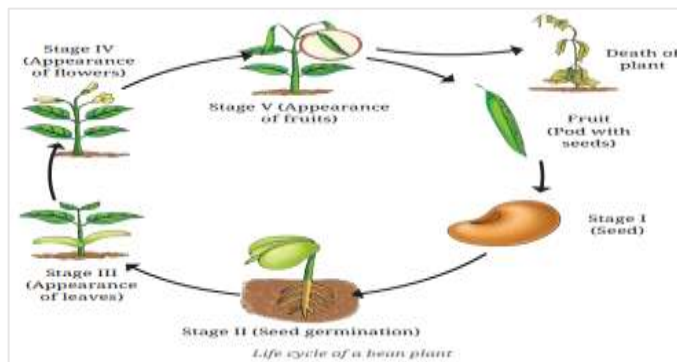 Stage IV
(Appearance
of flowers)
Stage V (Appearance
of fruits)
Death of
plant
Fruit
(Pod with
seeds)
Stage I
(Seed)
Stage II (Seed germination)
Stage III
(Appearance
of leaves)
Life cycle of a bean plant